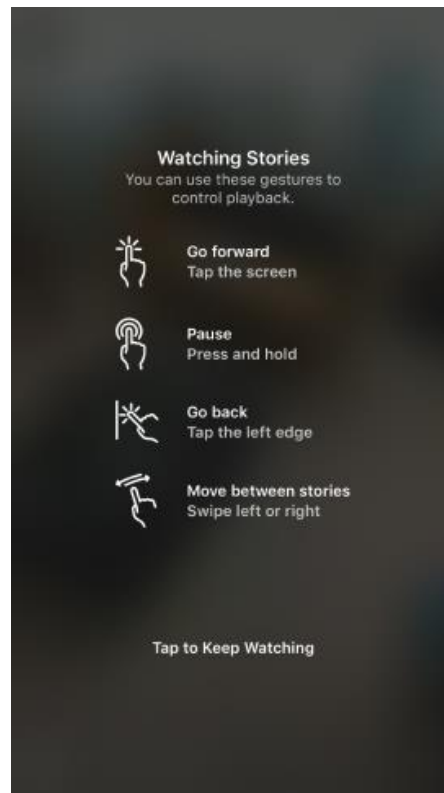 Watching Stories
You can use these gestures to
control playback.
Go forward
Tap the screen
Pause
Press and hold
Go back
Tap the left edge
Move between stories
Swipe left or right
Tap to Keep Watching